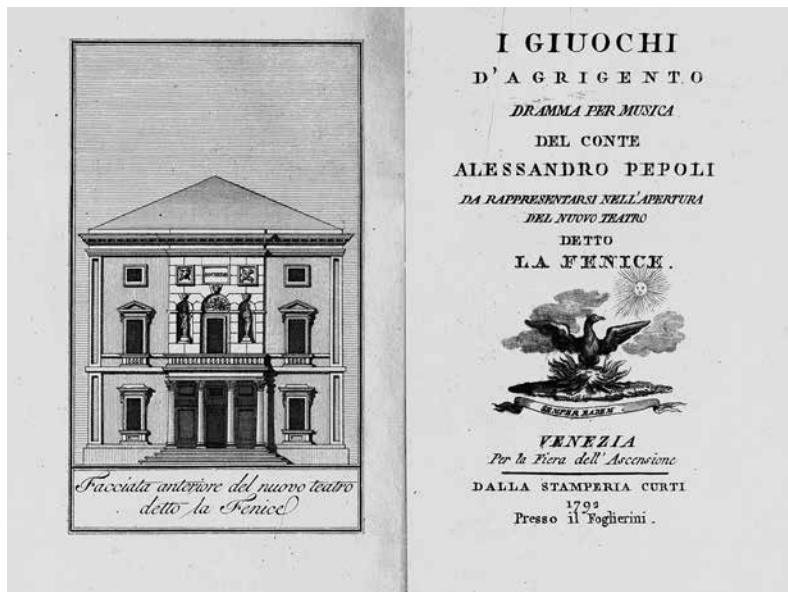 Facciata anteriore del nuovo teatro
detto la Fenice
I GIUOCHI
D'AGRIGENTO
DRAMMA PER MUSICA
DEL CONTE
ALESSANDRO PEPOLI
DA RAPPRESENTARSI NELL'APERTURA
DEL NUOVO TEATRO
DETTO
LA FENICE.
SEMPER EADEM
VENEZIA
Per la Fiera dell' Ascensione
DALLA STAMPERIA CURTI
1792
Presso il Foglierini.